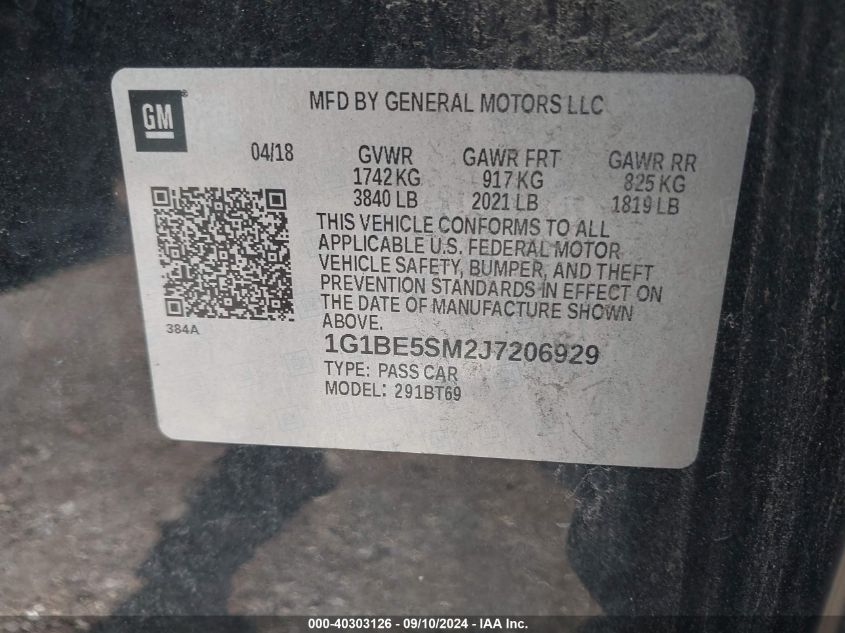 GM
MFD BY GENERAL MOTORS LLC
04/18 GVWR GAWR FRT GAWR RR
1742 KG 917 KG 825 KG
3840 LB 2021 LB 1819 LB
THIS VEHICLE CONFORMS TO ALL
APPLICABLE U.S. FEDERAL MOTOR
VEHICLE SAFETY, BUMPER, AND THEFT
PREVENTION STANDARDS IN EFFECT ON
THE DATE OF MANUFACTURE SHOWN
ABOVE.
384A
1G1BE5SM2J7206929
TYPE: PASS CAR
MODEL: 291BT69
000-40303126 - 09/10/2024 - © IAA, Inc.